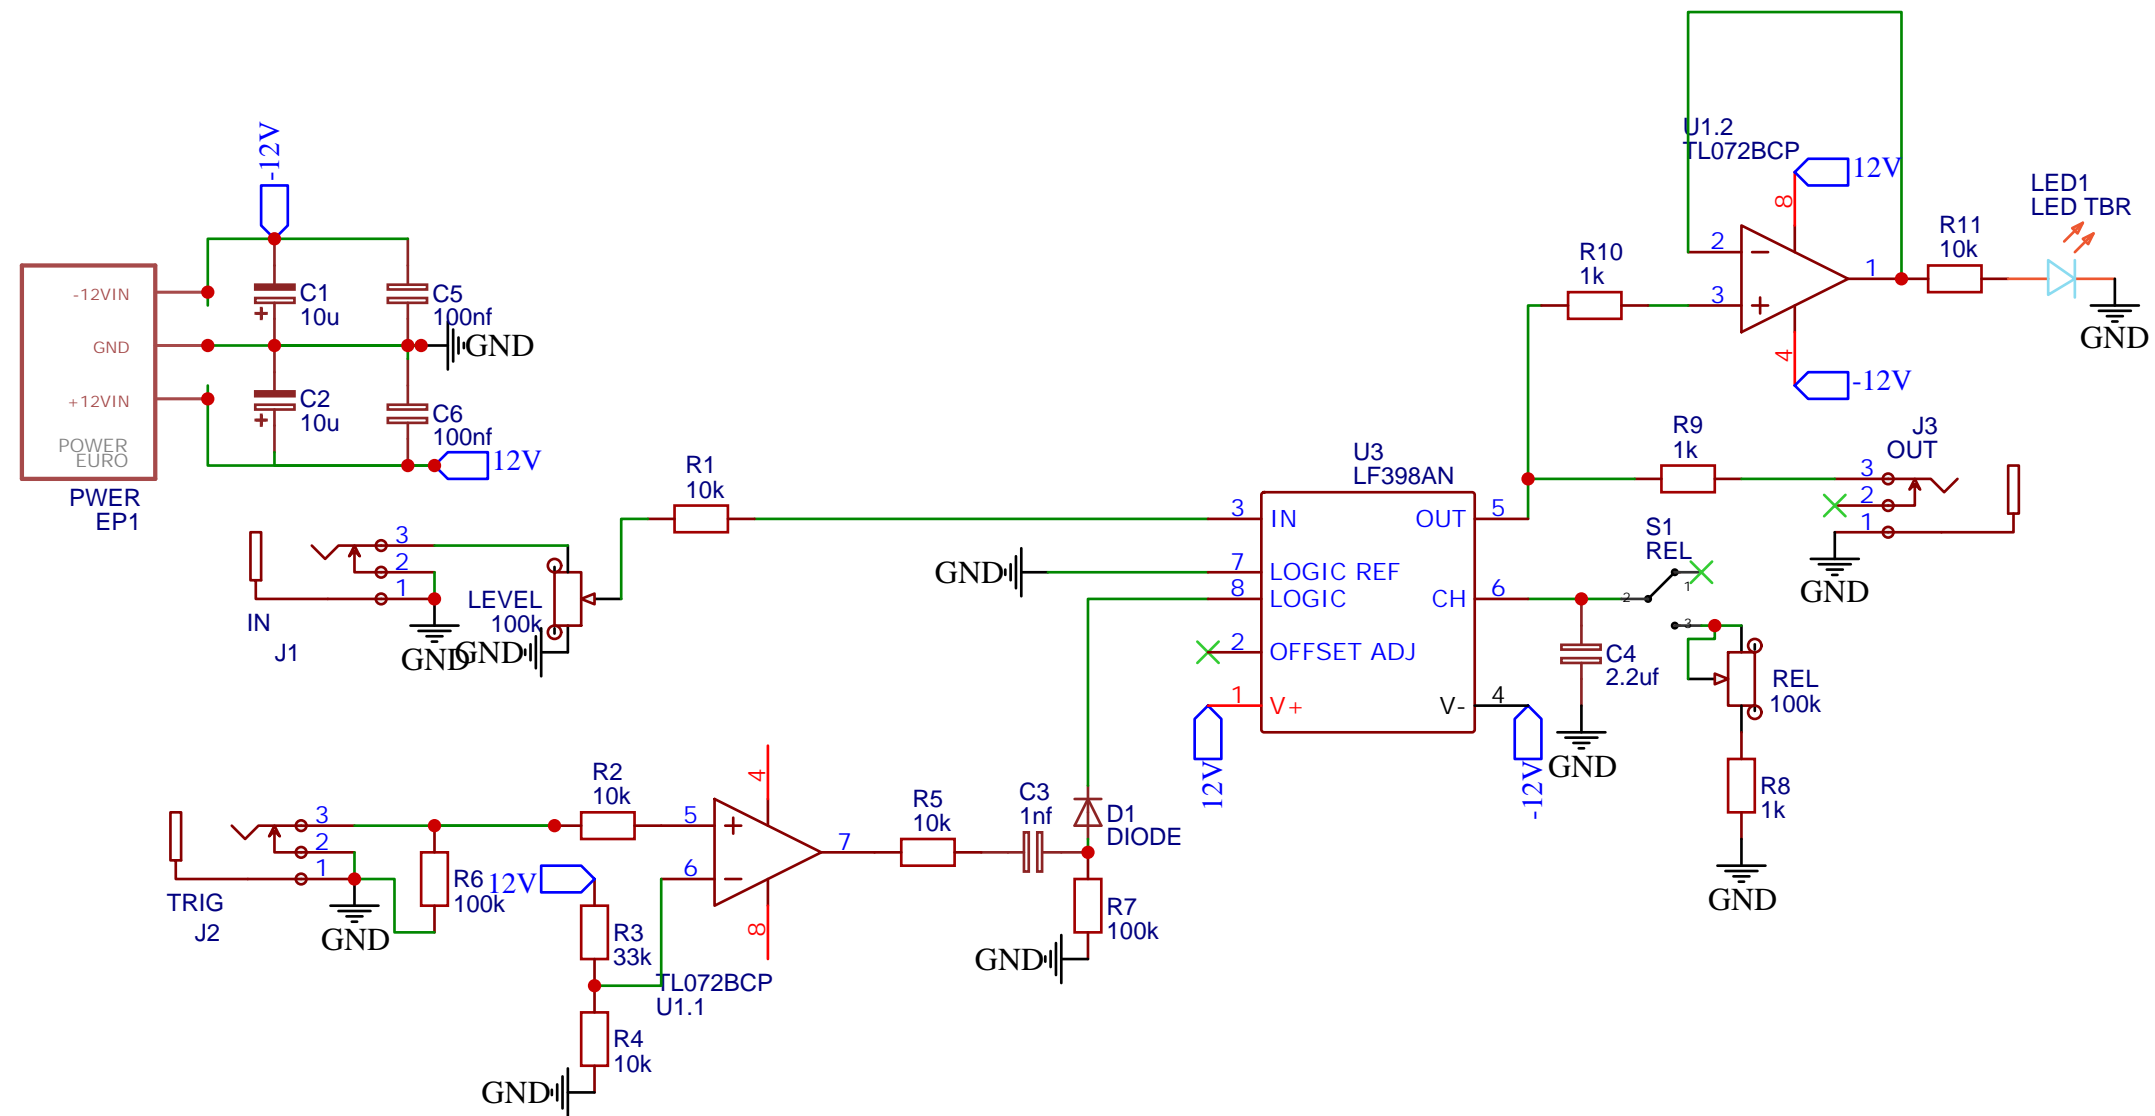 -12V
-12VIN
GND
+12VIN
POWER
EURO
PWER
EP1
C1
10u
C5
100nf
GND
C2
10u
C6
100nf
12V
R1
10k
3
2
1
IN
J1
GND
LEVEL
100k
GND
U3
LF398AN
3
IN
OUT
5
GND
7
LOGIC REF
8
LOGIC
CH
6
2
OFFSET ADJ
1
V+
V-
4
12V
-12V
U1.2
TL072BCP
8
12V
2
3
1
4
-12V
R10
1k
R11
10k
LED1
LED TBR
GND
R9
1k
J3
OUT
3
2
1
GND
S1
REL
1
2
3
C4
2.2uf
GND
REL
100k
R8
1k
GND
3
2
1
TRIG
J2
GND
R6
100k
R2
10k
12V
R3
33k
R4
10k
GND
4
5
6
7
8
TL072BCP
U1.1
R5
10k
C3
1nf
D1
DIODE
R7
100k
GND